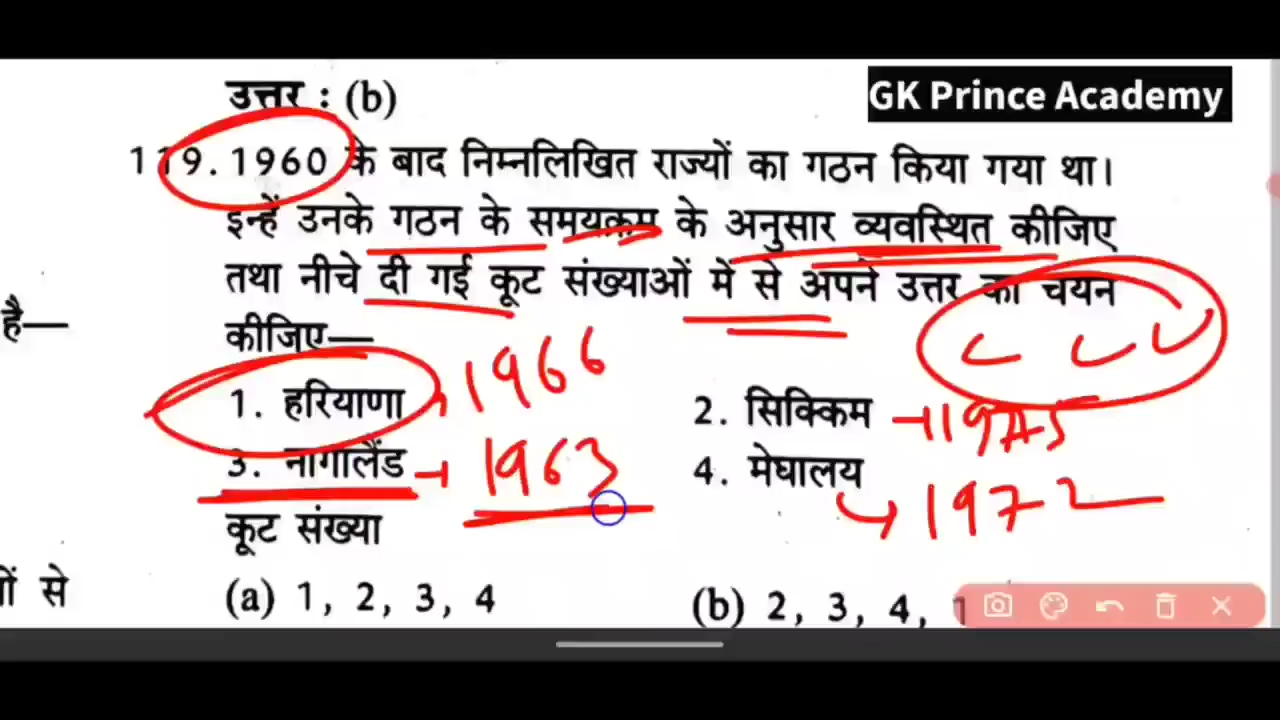 उत्तर : (b)
GK Prince Academy
119. 1960 के बाद निम्नलिखित राज्यों का गठन किया गया था।
इन्हें उनके गठन के समयक्रम के अनुसार व्यवस्थित कीजिए
तथा नीचे दी गई कूट संख्याओं में से अपने उत्तर का चयन
है—
कीजिए—
1. हरियाणा 1966
2. सिक्किम 1975
3. नागालैंड 1963
4. मेघालय 1972
कूट संख्या
से
(a) 1, 2, 3, 4
(b) 2, 3, 4, 1